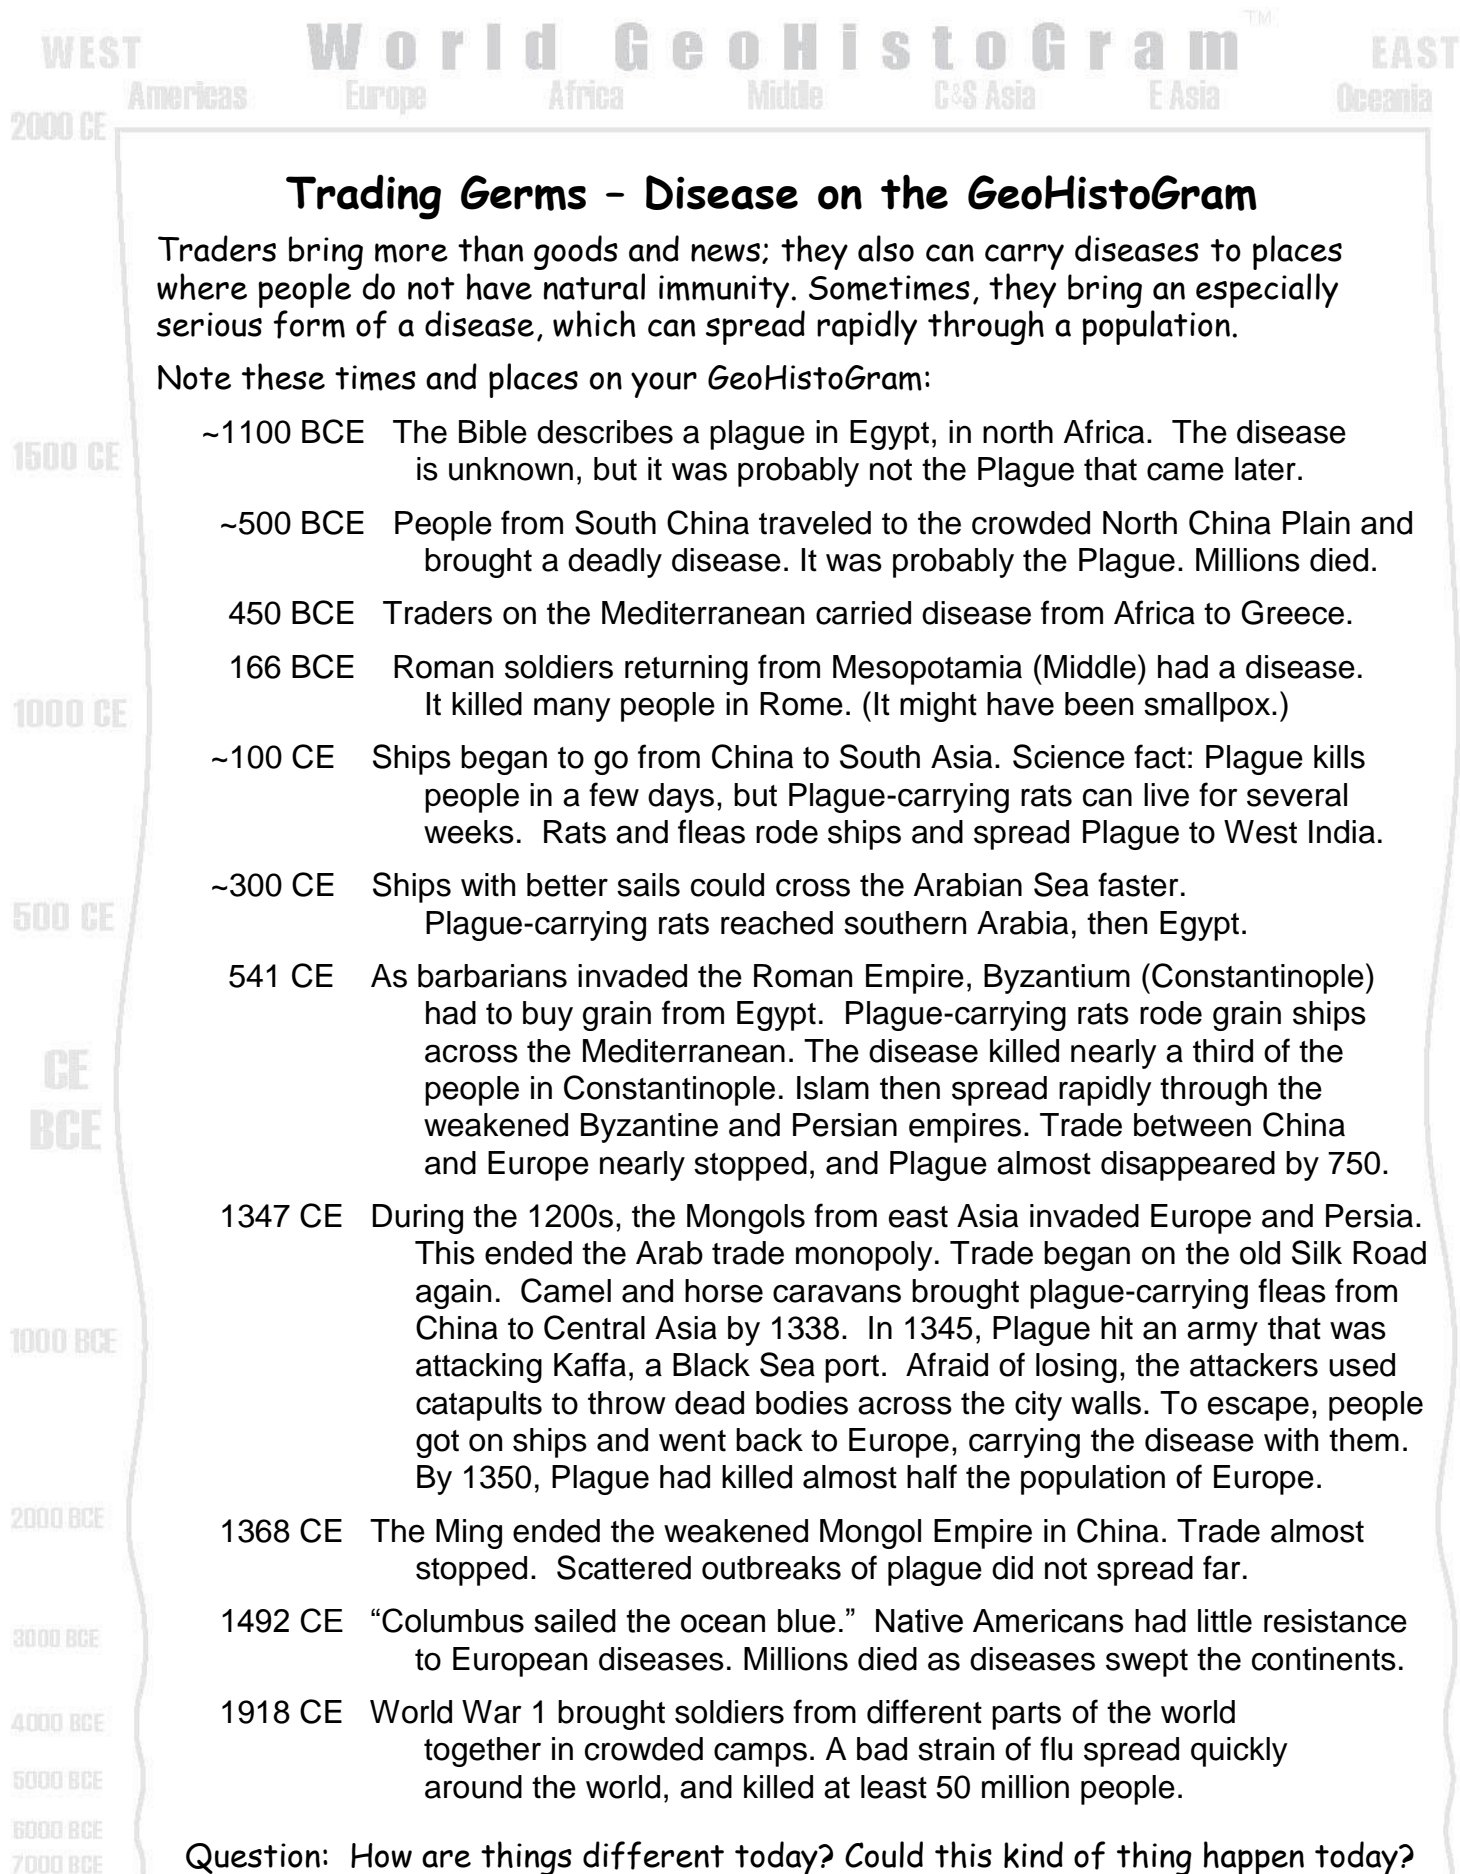 World GeoHistoGram™
WEST EAST
Americas Europe Africa Middle C&S Asia E Asia Oceania
2000 CE
Trading Germs – Disease on the GeoHistoGram
Traders bring more than goods and news; they also can carry diseases to places
where people do not have natural immunity. Sometimes, they bring an especially
serious form of a disease, which can spread rapidly through a population.
Note these times and places on your GeoHistoGram:
~1100 BCE The Bible describes a plague in Egypt, in north Africa. The disease
1500 CE
is unknown, but it was probably not the Plague that came later.
~500 BCE People from South China traveled to the crowded North China Plain and
brought a deadly disease. It was probably the Plague. Millions died.
450 BCE Traders on the Mediterranean carried disease from Africa to Greece.
166 BCE Roman soldiers returning from Mesopotamia (Middle) had a disease.
It killed many people in Rome. (It might have been smallpox.)
1000 CE
~100 CE Ships began to go from China to South Asia. Science fact: Plague kills
people in a few days, but Plague-carrying rats can live for several
weeks. Rats and fleas rode ships and spread Plague to West India.
~300 CE Ships with better sails could cross the Arabian Sea faster.
500 CE
Plague-carrying rats reached southern Arabia, then Egypt.
541 CE As barbarians invaded the Roman Empire, Byzantium (Constantinople)
had to buy grain from Egypt. Plague-carrying rats rode grain ships
across the Mediterranean. The disease killed nearly a third of the
CE
people in Constantinople. Islam then spread rapidly through the
BCE
weakened Byzantine and Persian empires. Trade between China
and Europe nearly stopped, and Plague almost disappeared by 750.
1347 CE During the 1200s, the Mongols from east Asia invaded Europe and Persia.
This ended the Arab trade monopoly. Trade began on the old Silk Road
again. Camel and horse caravans brought plague-carrying fleas from
1000 BCE
China to Central Asia by 1338. In 1345, Plague hit an army that was
attacking Kaffa, a Black Sea port. Afraid of losing, the attackers used
catapults to throw dead bodies across the city walls. To escape, people
got on ships and went back to Europe, carrying the disease with them.
By 1350, Plague had killed almost half the population of Europe.
2000 BCE
1368 CE The Ming ended the weakened Mongol Empire in China. Trade almost
stopped. Scattered outbreaks of plague did not spread far.
3000 BCE
1492 CE “Columbus sailed the ocean blue.” Native Americans had little resistance
to European diseases. Millions died as diseases swept the continents.
4000 BCE
1918 CE World War 1 brought soldiers from different parts of the world
together in crowded camps. A bad strain of flu spread quickly
5000 BCE
around the world, and killed at least 50 million people.
6000 BCE
7000 BCE
Question: How are things different today? Could this kind of thing happen today?